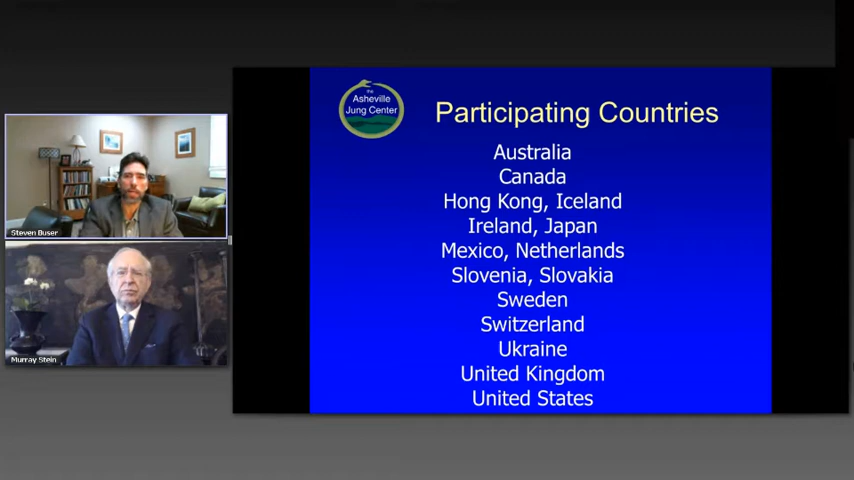 the
Asheville
Jung Center
Participating Countries
Australia
Canada
Hong Kong, Iceland
Ireland, Japan
Mexico, Netherlands
Slovenia, Slovakia
Sweden
Switzerland
Ukraine
United Kingdom
United States
Steven Buser
Murray Stein